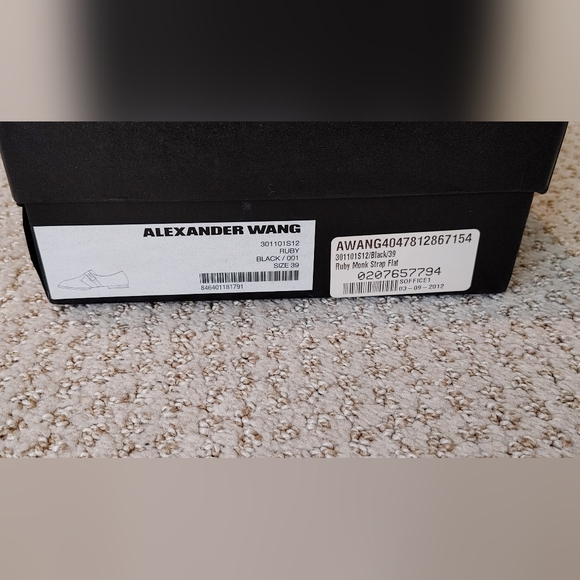 ALEXANDER WANG
301101S12
RUBY
BLACK / 001
SIZE 39
846401181791
AWANG4047812867154
301101S12/Black/39
Ruby Monk Strap Flat
0207657794
SOFFICE1
03-09-2012